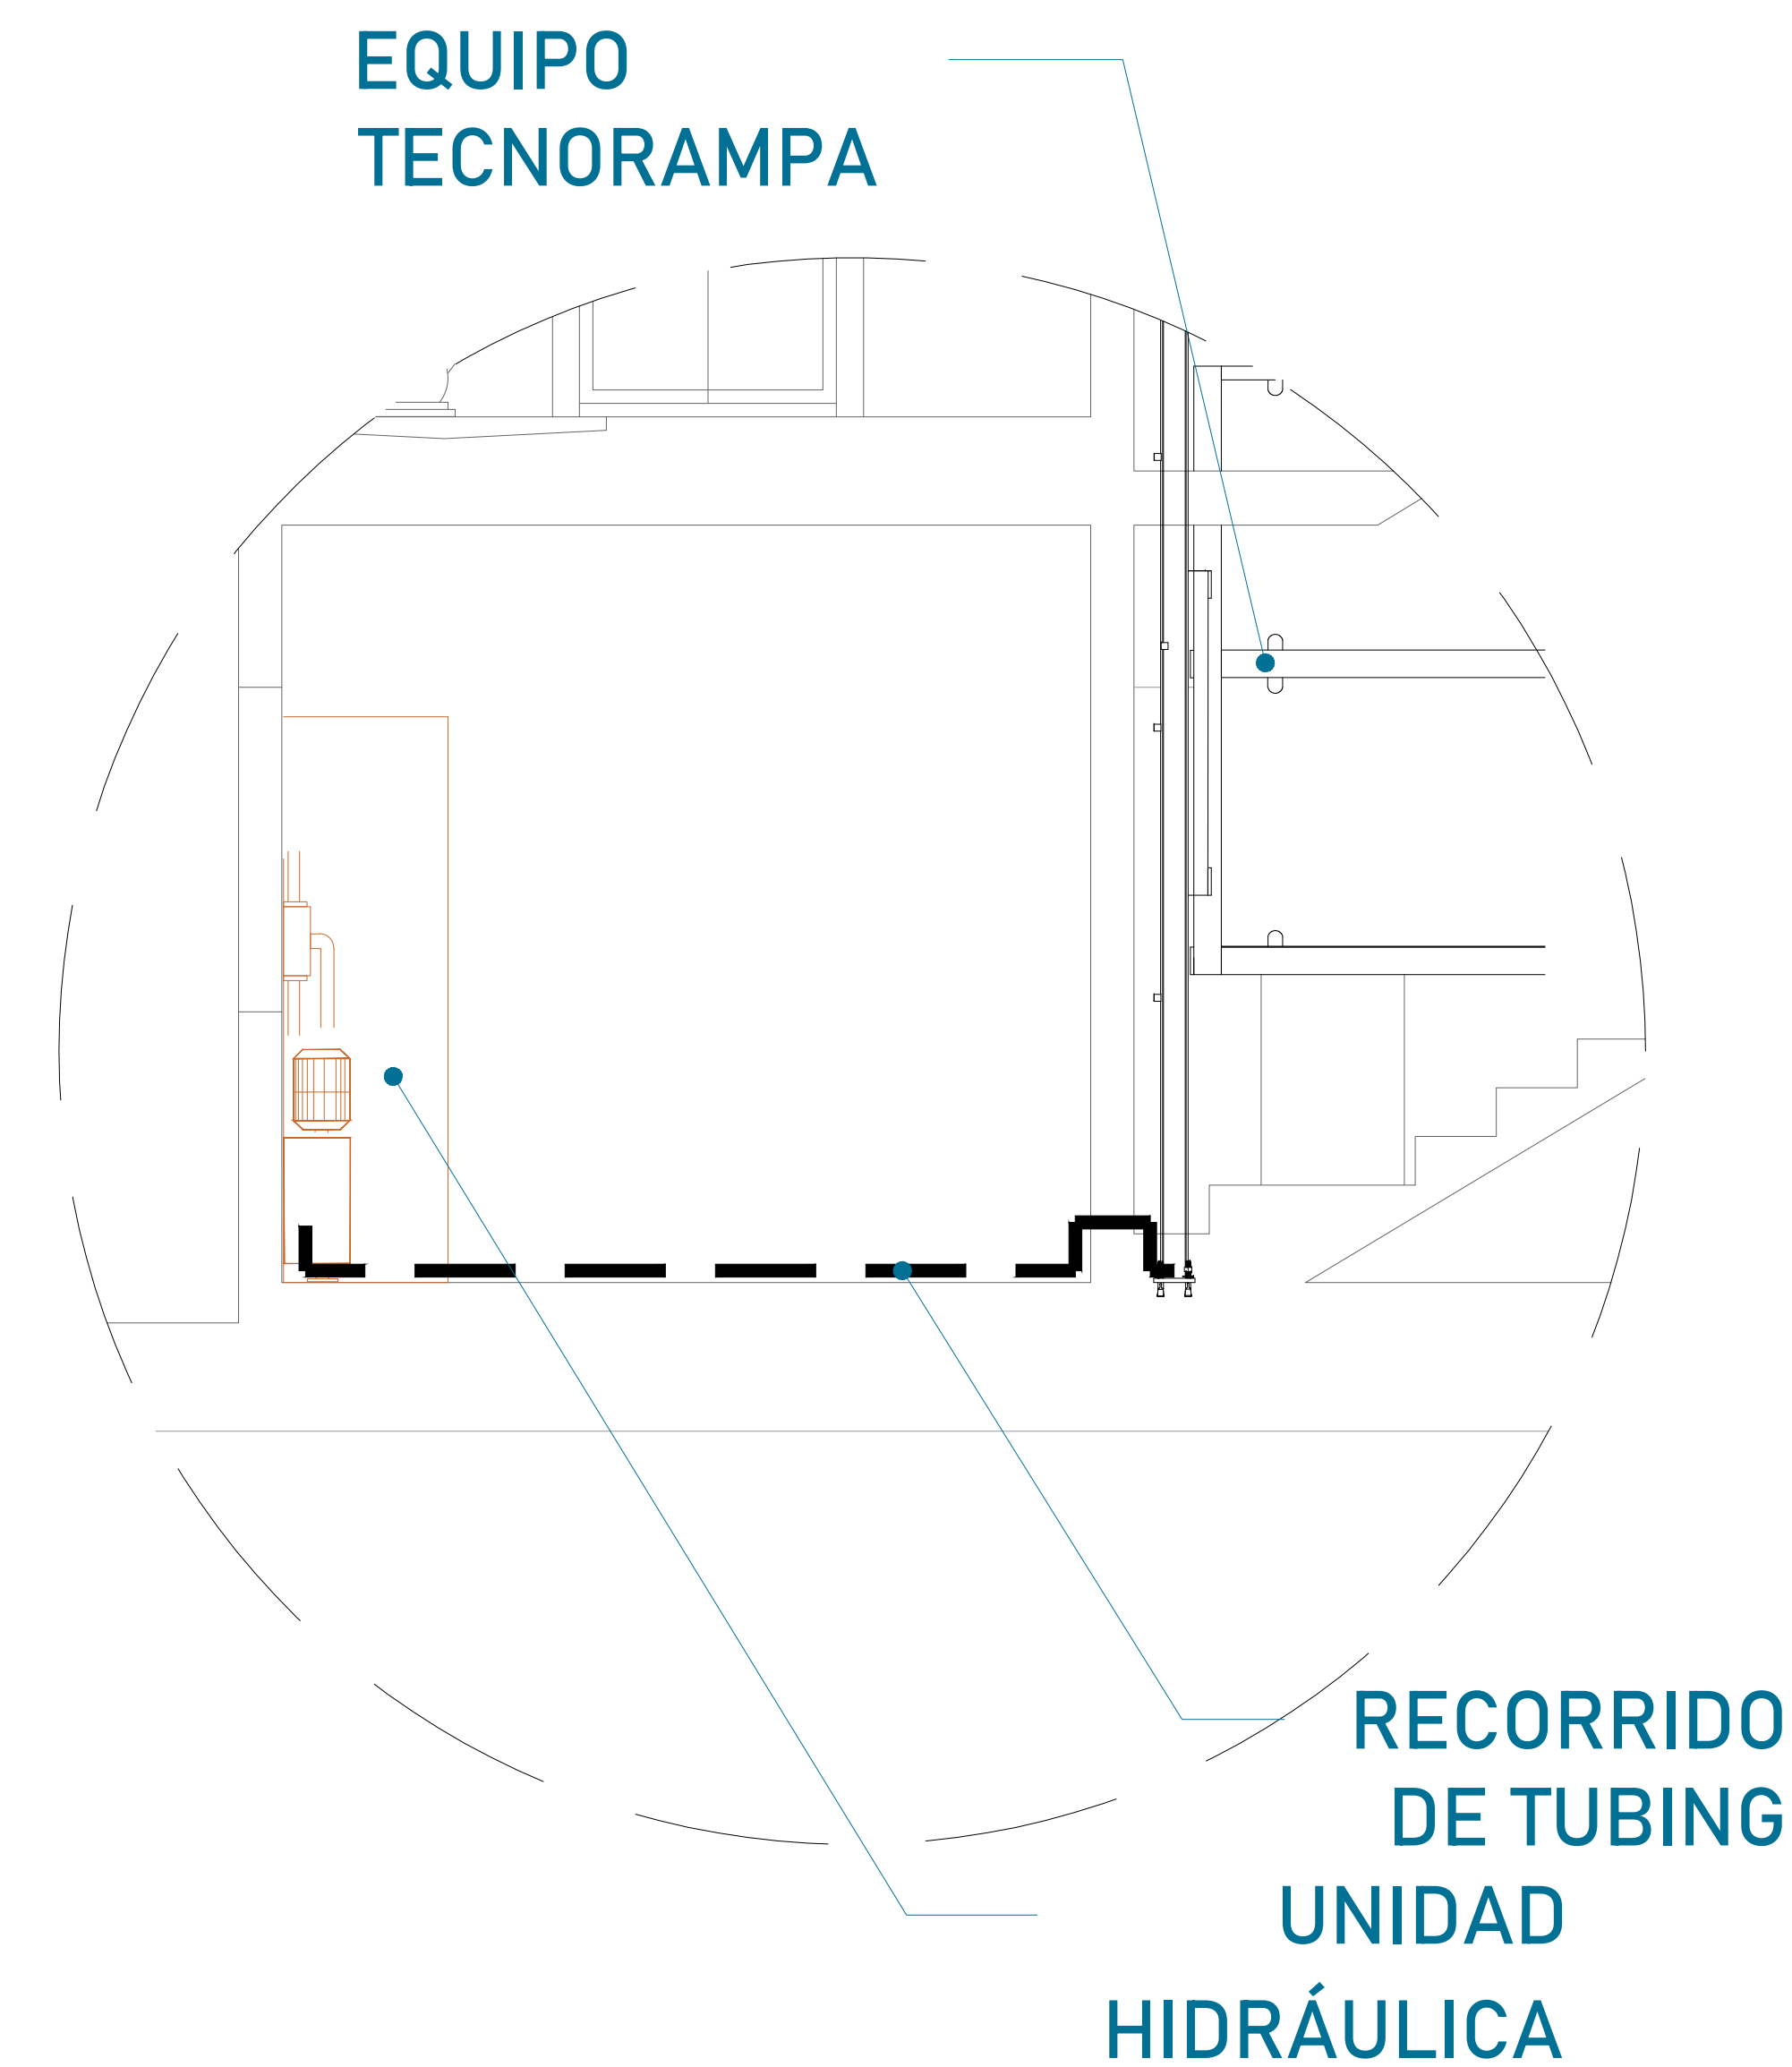 EQUIPO
TECNORAMPA
RECORRIDO
DE TUBING
UNIDAD
HIDRÁULICA